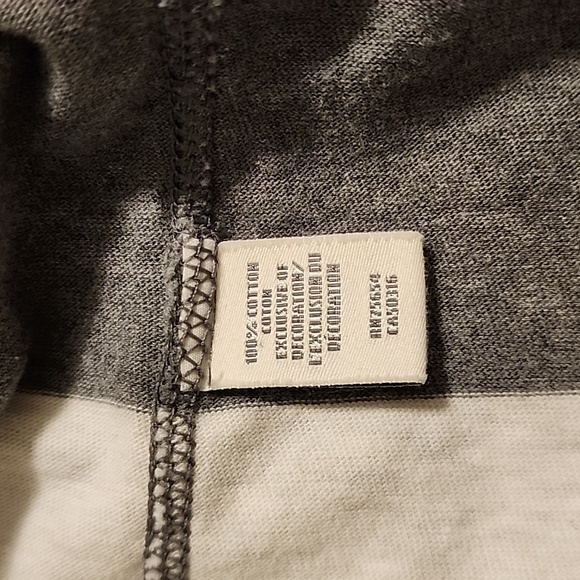 100% COTTON
COTON
EXCLUSIVE OF
DECORATION/
L'EXCLUSION DU
DÉCORATION
RN75654
CA50316